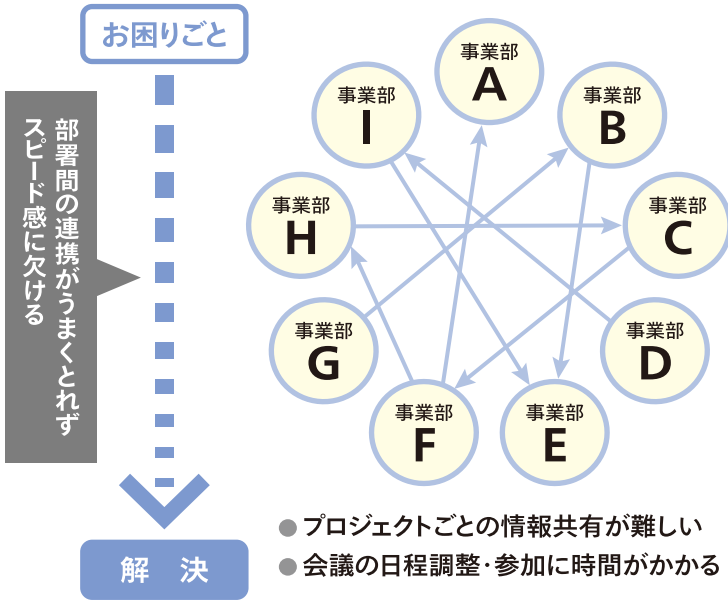 お困りごと
部署間の連携がうまくとれず
スピード感に欠ける
解　決
事業部
A
事業部
B
事業部
C
事業部
D
事業部
E
事業部
F
事業部
G
事業部
H
事業部
I
● プロジェクトごとの情報共有が難しい
● 会議の日程調整・参加に時間がかかる